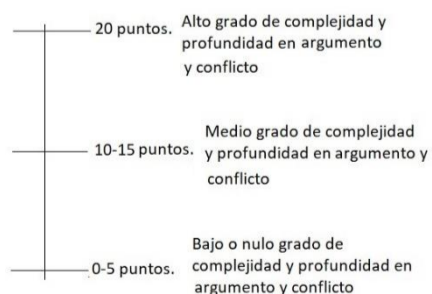 20 puntos. Alto grado de complejidad y
profundidad en argumento
y conflicto
Medio grado de complejidad
10-15 puntos. y profundidad en argumento y
conflicto
Bajo o nulo grado de
0-5 puntos. complejidad y profundidad en
argumento y conflicto